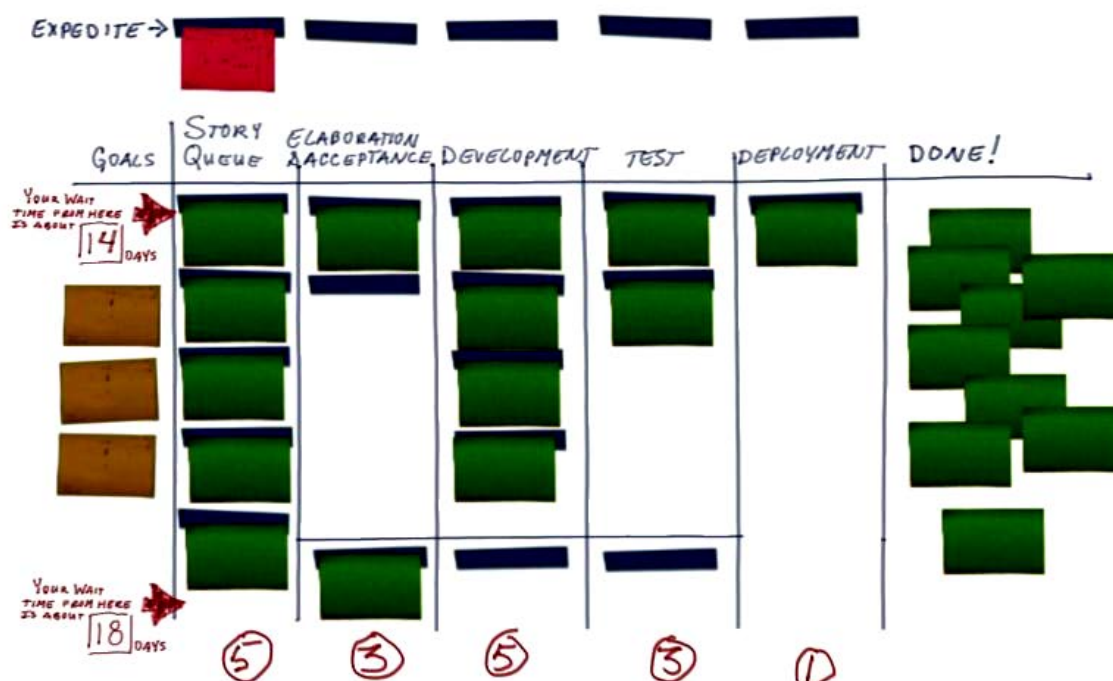 EXPEDITE →
STORY
QUEUE
ELABORATION
& ACCEPTANCE
GOALS
DEVELOPMENT
TEST
DEPLOYMENT
DONE!
YOUR WAIT
TIME FROM HERE
IS ABOUT
14 DAYS
YOUR WAIT
TIME FROM HERE
IS ABOUT
18 DAYS
5 3 5 3 1